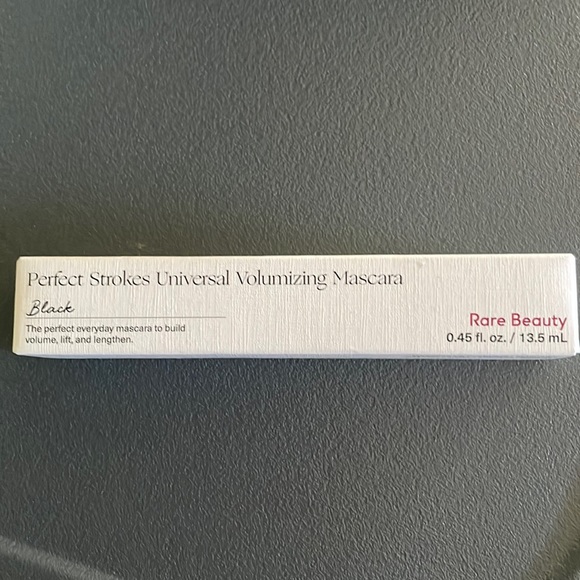 Perfect Strokes Universal Volumizing Mascara
Black
The perfect everyday mascara to build
volume, lift, and lengthen.
Rare Beauty
0.45 fl. oz. / 13.5 mL